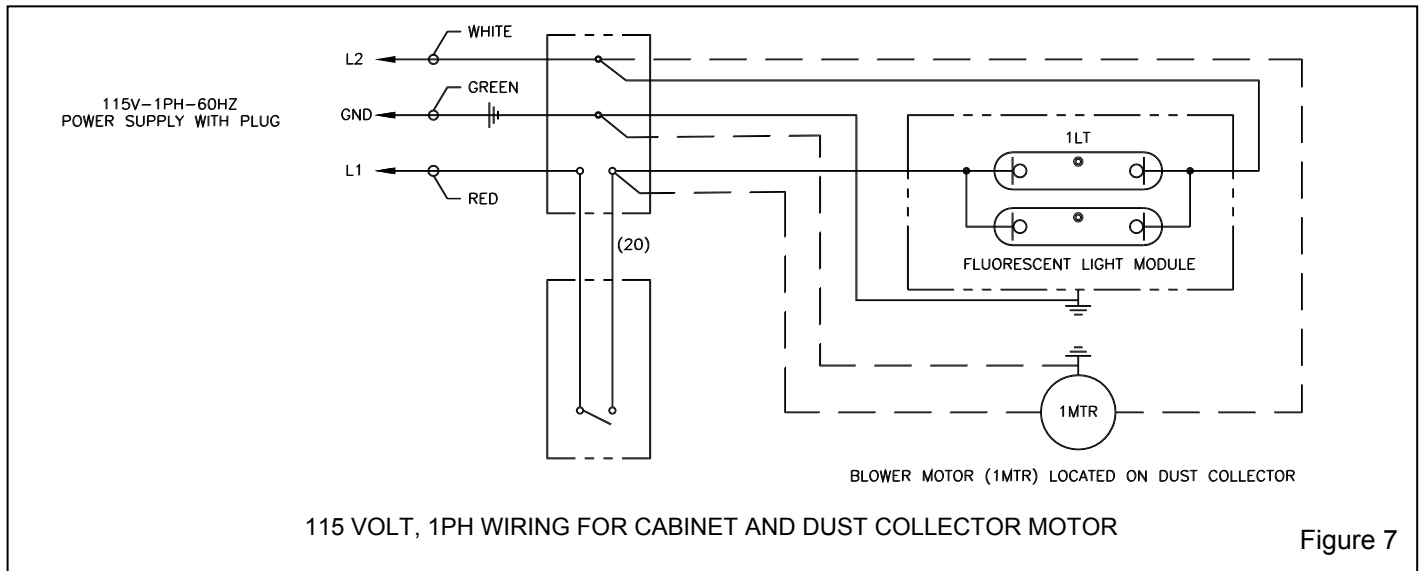 WHITE
L2
GREEN
115V-1PH-60HZ
POWER SUPPLY WITH PLUG
GND
L1
RED
1LT
(20)
FLUORESCENT LIGHT MODULE
1MTR
BLOWER MOTOR (1MTR) LOCATED ON DUST COLLECTOR
115 VOLT, 1PH WIRING FOR CABINET AND DUST COLLECTOR MOTOR
Figure 7